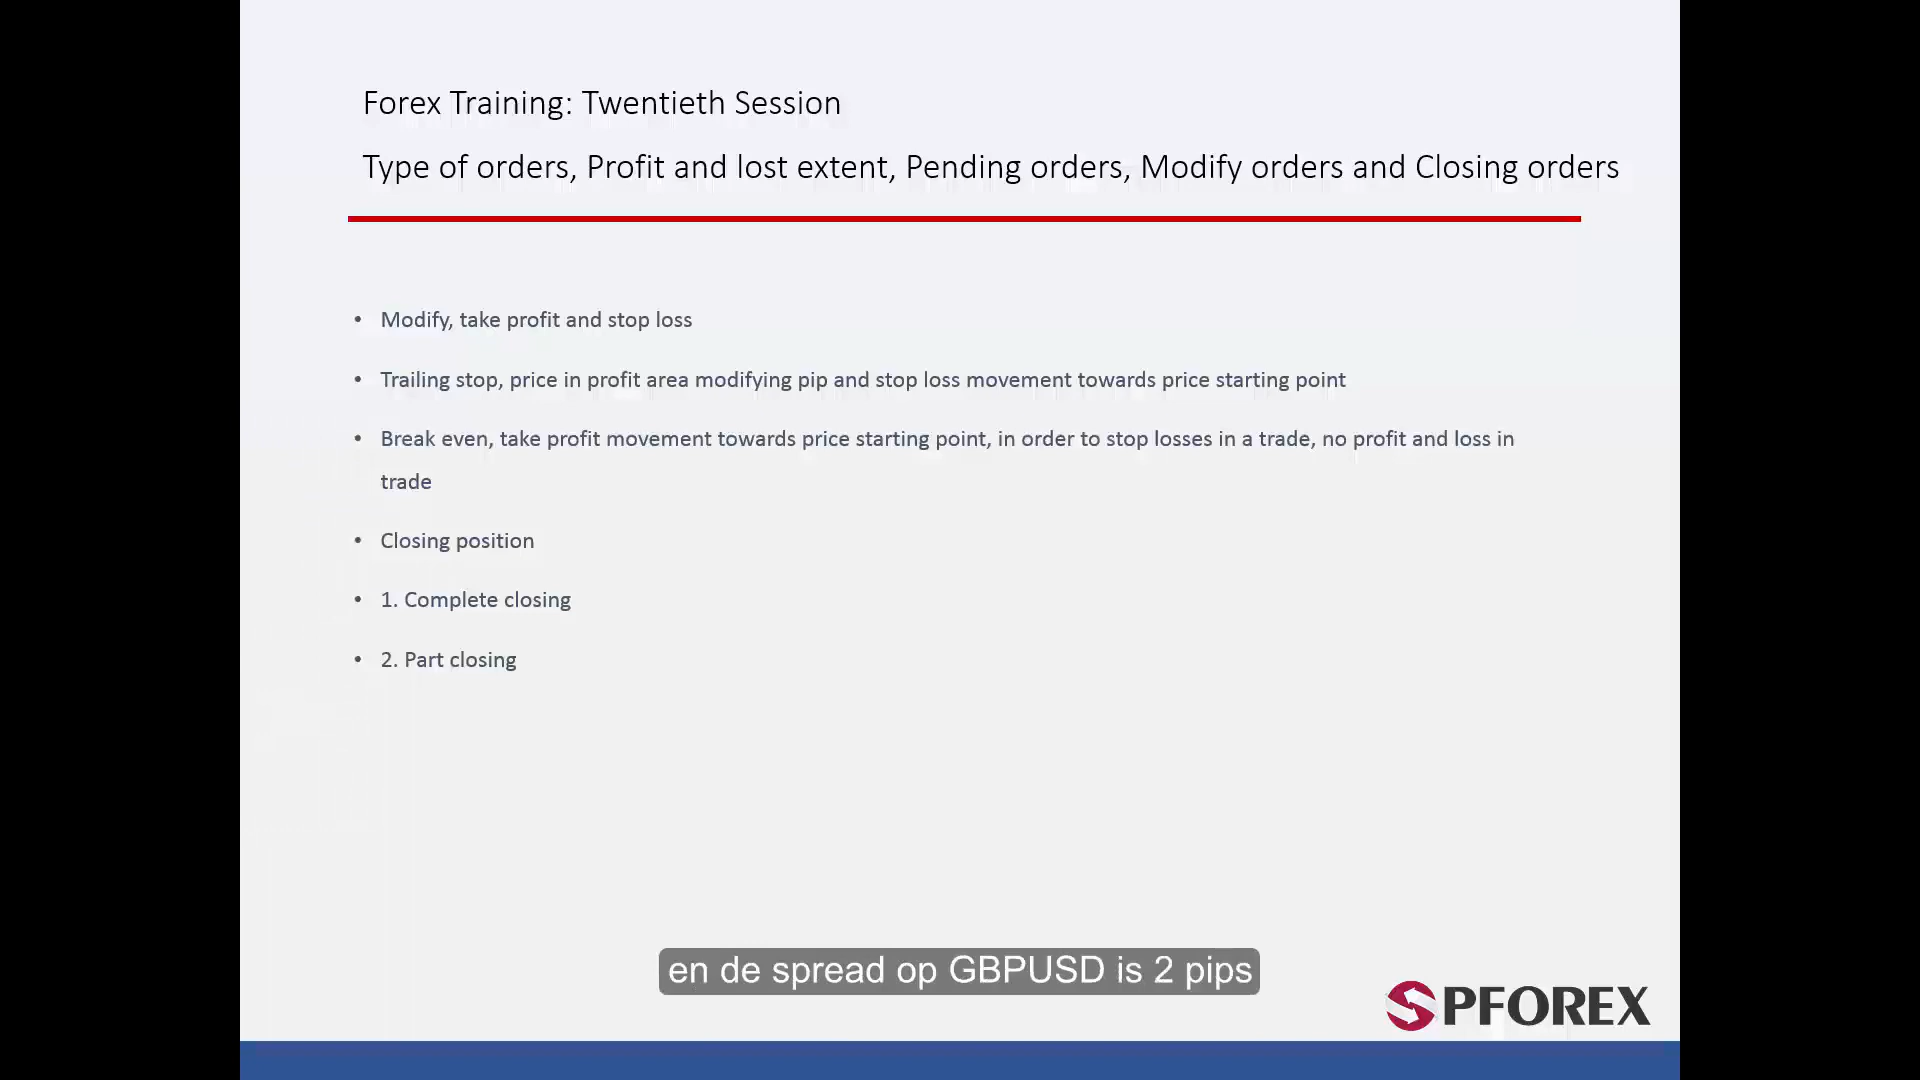 Forex Training: Twentieth Session
Type of orders, Profit and lost extent, Pending orders, Modify orders and Closing orders
• Modify, take profit and stop loss
• Trailing stop, price in profit area modifying pip and stop loss movement towards price starting point
• Break even, take profit movement towards price starting point, in order to stop losses in a trade, no profit and loss in
trade
• Closing position
• 1. Complete closing
• 2. Part closing
en de spread op GBPUSD is 2 pips
SPFOREX